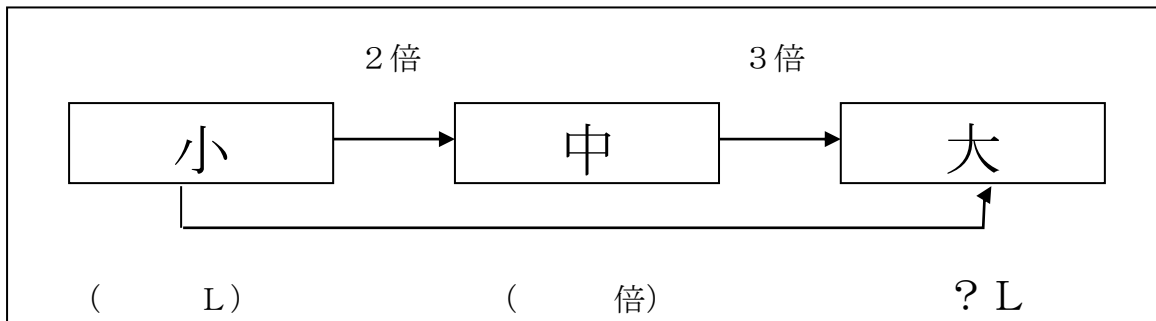 ２倍 ３倍
小 中 大
（ Ｌ） （ 倍） ？Ｌ